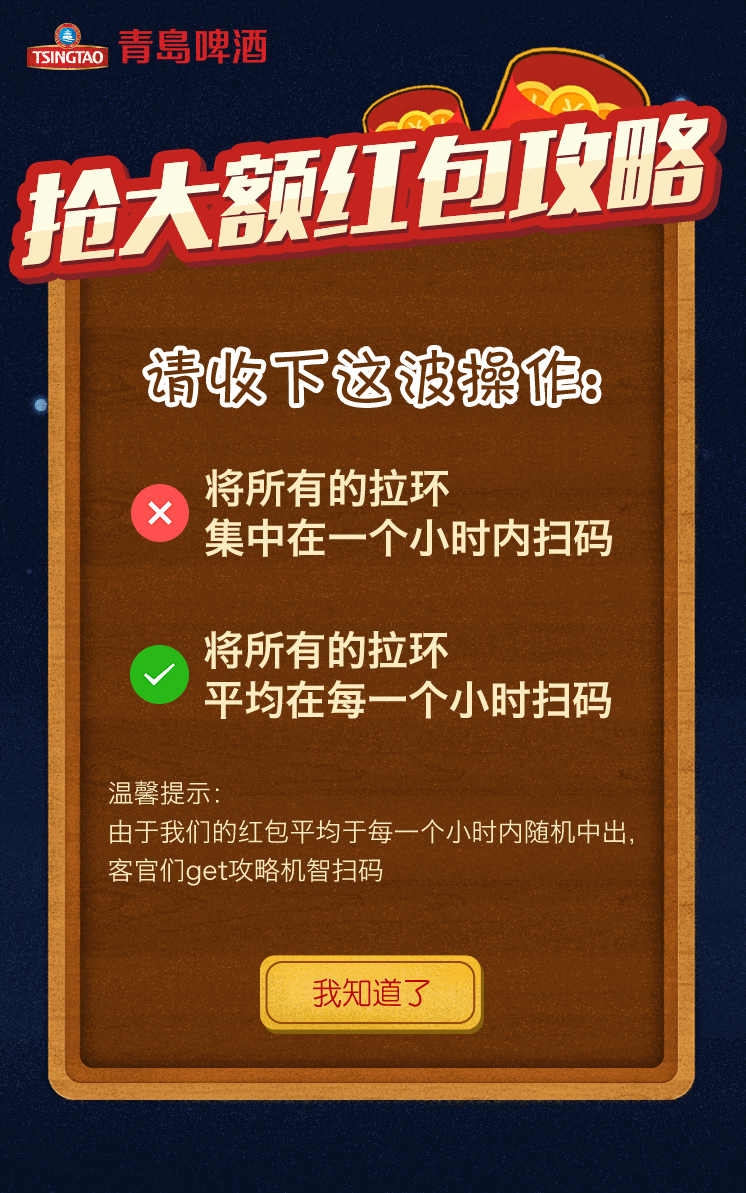 TSINGTAO 青島啤酒
抢大额红包攻略
请收下这波操作:
将所有的拉环
集中在一个小时内扫码
将所有的拉环
平均在每一个小时扫码
温馨提示:
由于我们的红包平均于每一个小时内随机中出,
客官们get攻略机智扫码
我知道了